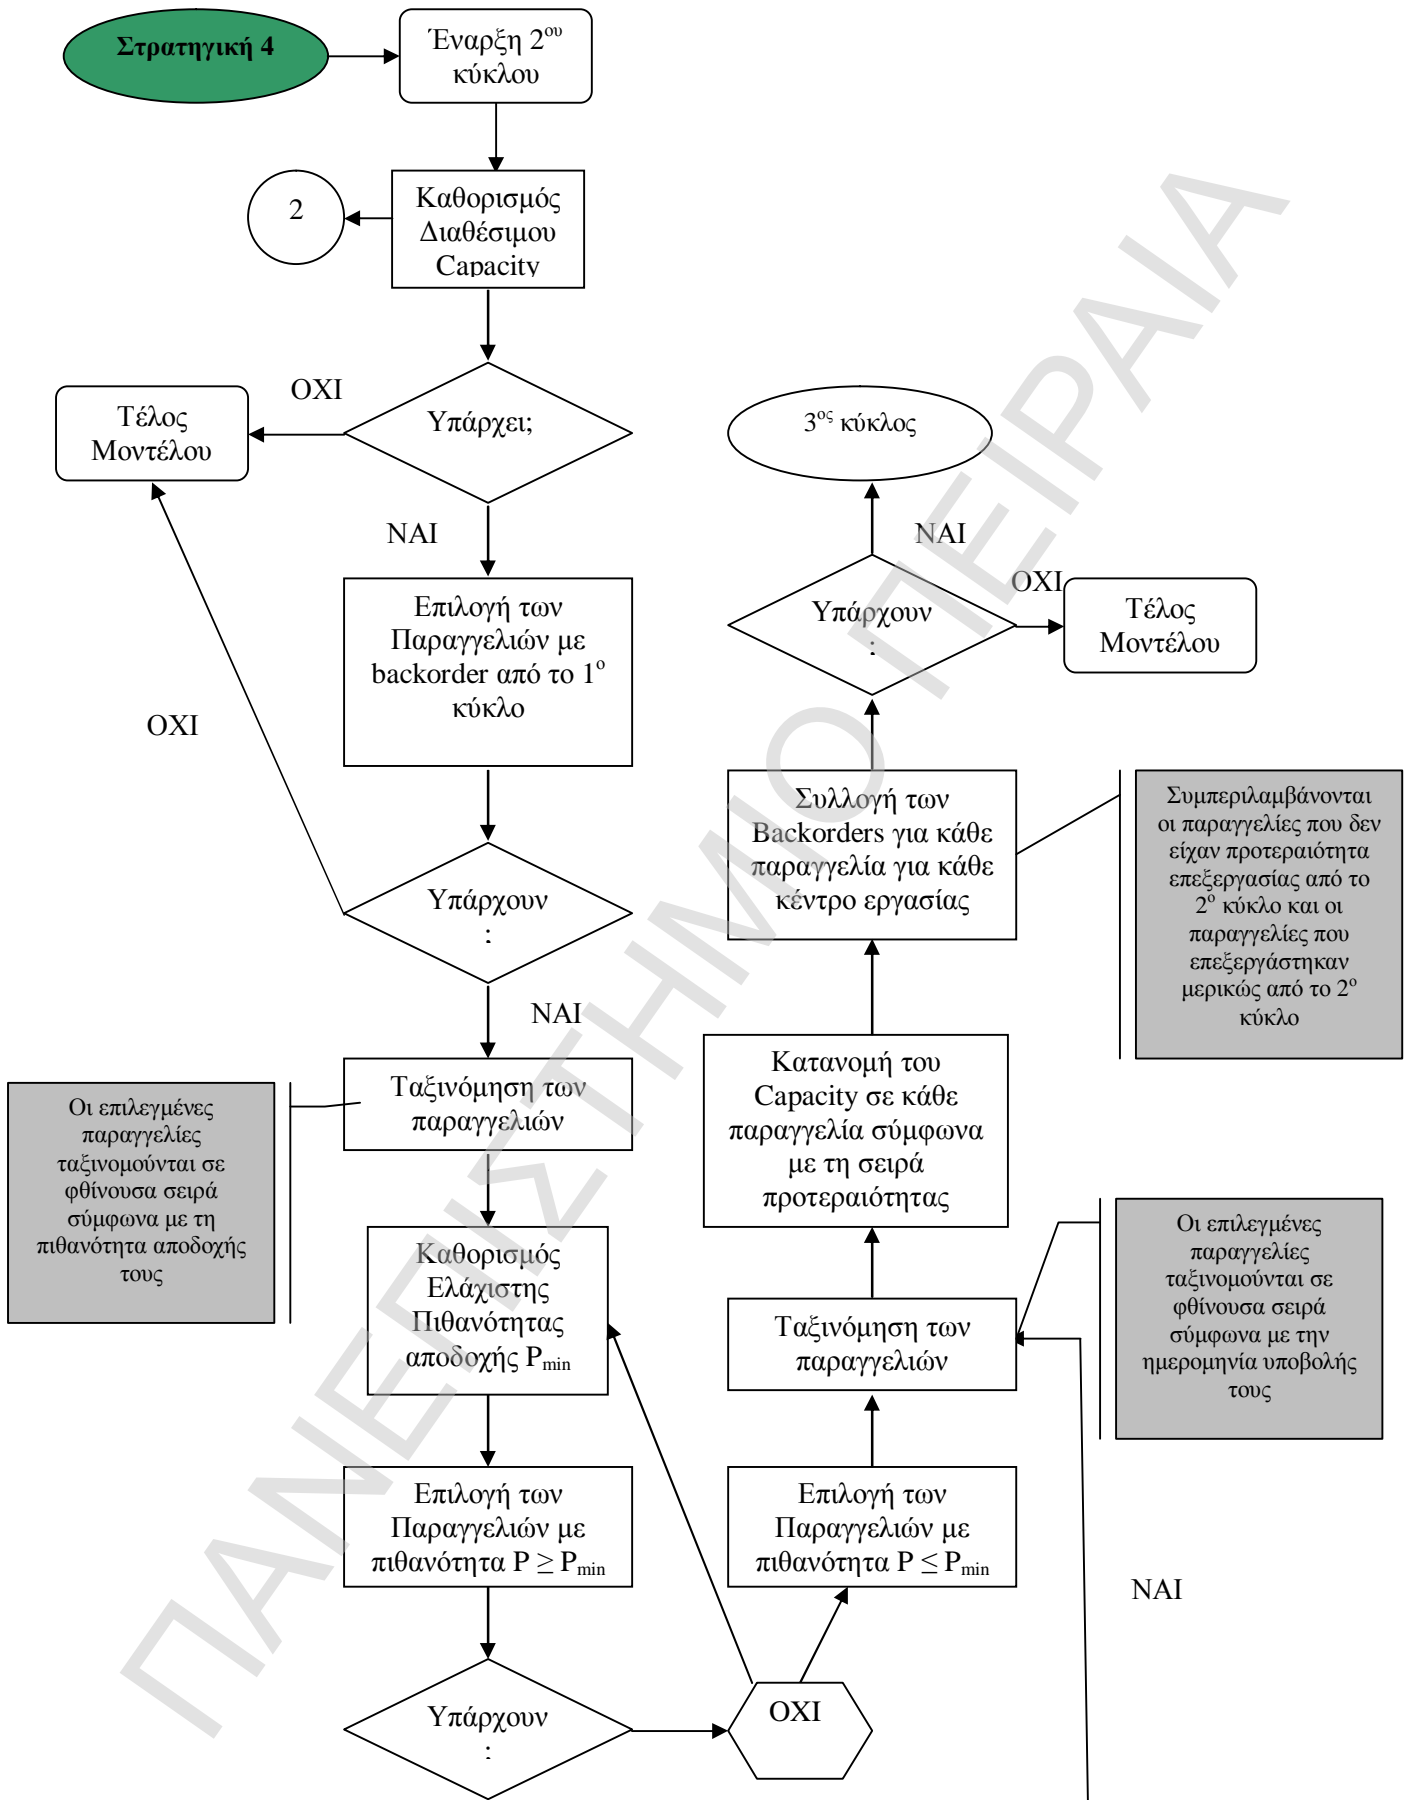 Στρατηγική 4
Έναρξη 2ου
κύκλου
2
Καθορισμός
Διαθέσιμου
Capacity
ΟΧΙ
Υπάρχει;
Τέλος
Μοντέλου
ΝΑΙ
Επιλογή των
Παραγγελιών με
backorder από το 1ο
κύκλο
ΟΧΙ
Υπάρχουν
;
ΝΑΙ
Ταξινόμηση των
παραγγελιών
Οι επιλεγμένες
παραγγελίες
ταξινομούνται σε
φθίνουσα σειρά
σύμφωνα με τη
πιθανότητα αποδοχής
τους
Καθορισμός
Ελάχιστης
Πιθανότητας
αποδοχής Pmin
Επιλογή των
Παραγγελιών με
πιθανότητα P ≥ Pmin
Υπάρχουν
;
ΟΧΙ
Επιλογή των
Παραγγελιών με
πιθανότητα P ≤ Pmin
ΝΑΙ
Ταξινόμηση των
παραγγελιών
Οι επιλεγμένες
παραγγελίες
ταξινομούνται σε
φθίνουσα σειρά
σύμφωνα με την
ημερομηνία υποβολής
τους
Κατανομή του
Capacity σε κάθε
παραγγελία σύμφωνα
με τη σειρά
προτεραιότητας
Συλλογή των
Backorders για κάθε
παραγγελία για κάθε
κέντρο εργασίας
Συμπεριλαμβάνονται
οι παραγγελίες που δεν
είχαν προτεραιότητα
επεξεργασίας από το
2ο κύκλο και οι
παραγγελίες που
επεξεργάστηκαν
μερικώς από το 2ο
κύκλο
Υπάρχουν
;
ΟΧΙ
Τέλος
Μοντέλου
ΝΑΙ
3ος κύκλος
ΠΑΝΕΠΙΣΤΗΜΙΟ ΠΕΙΡΑΙΑ